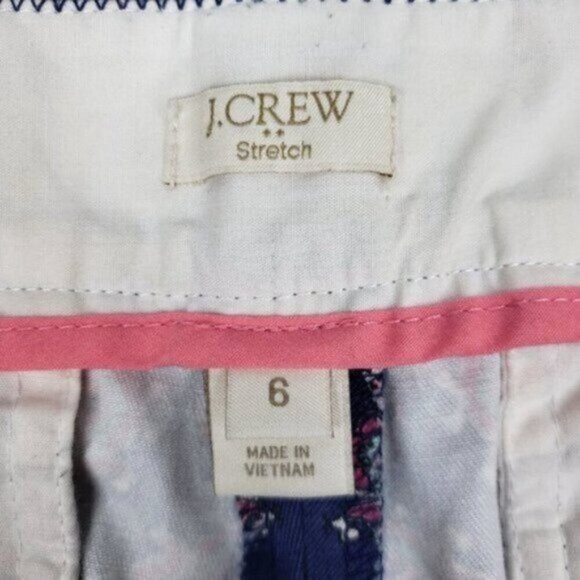 J.CREW
Stretch
6
MADE IN
VIETNAM